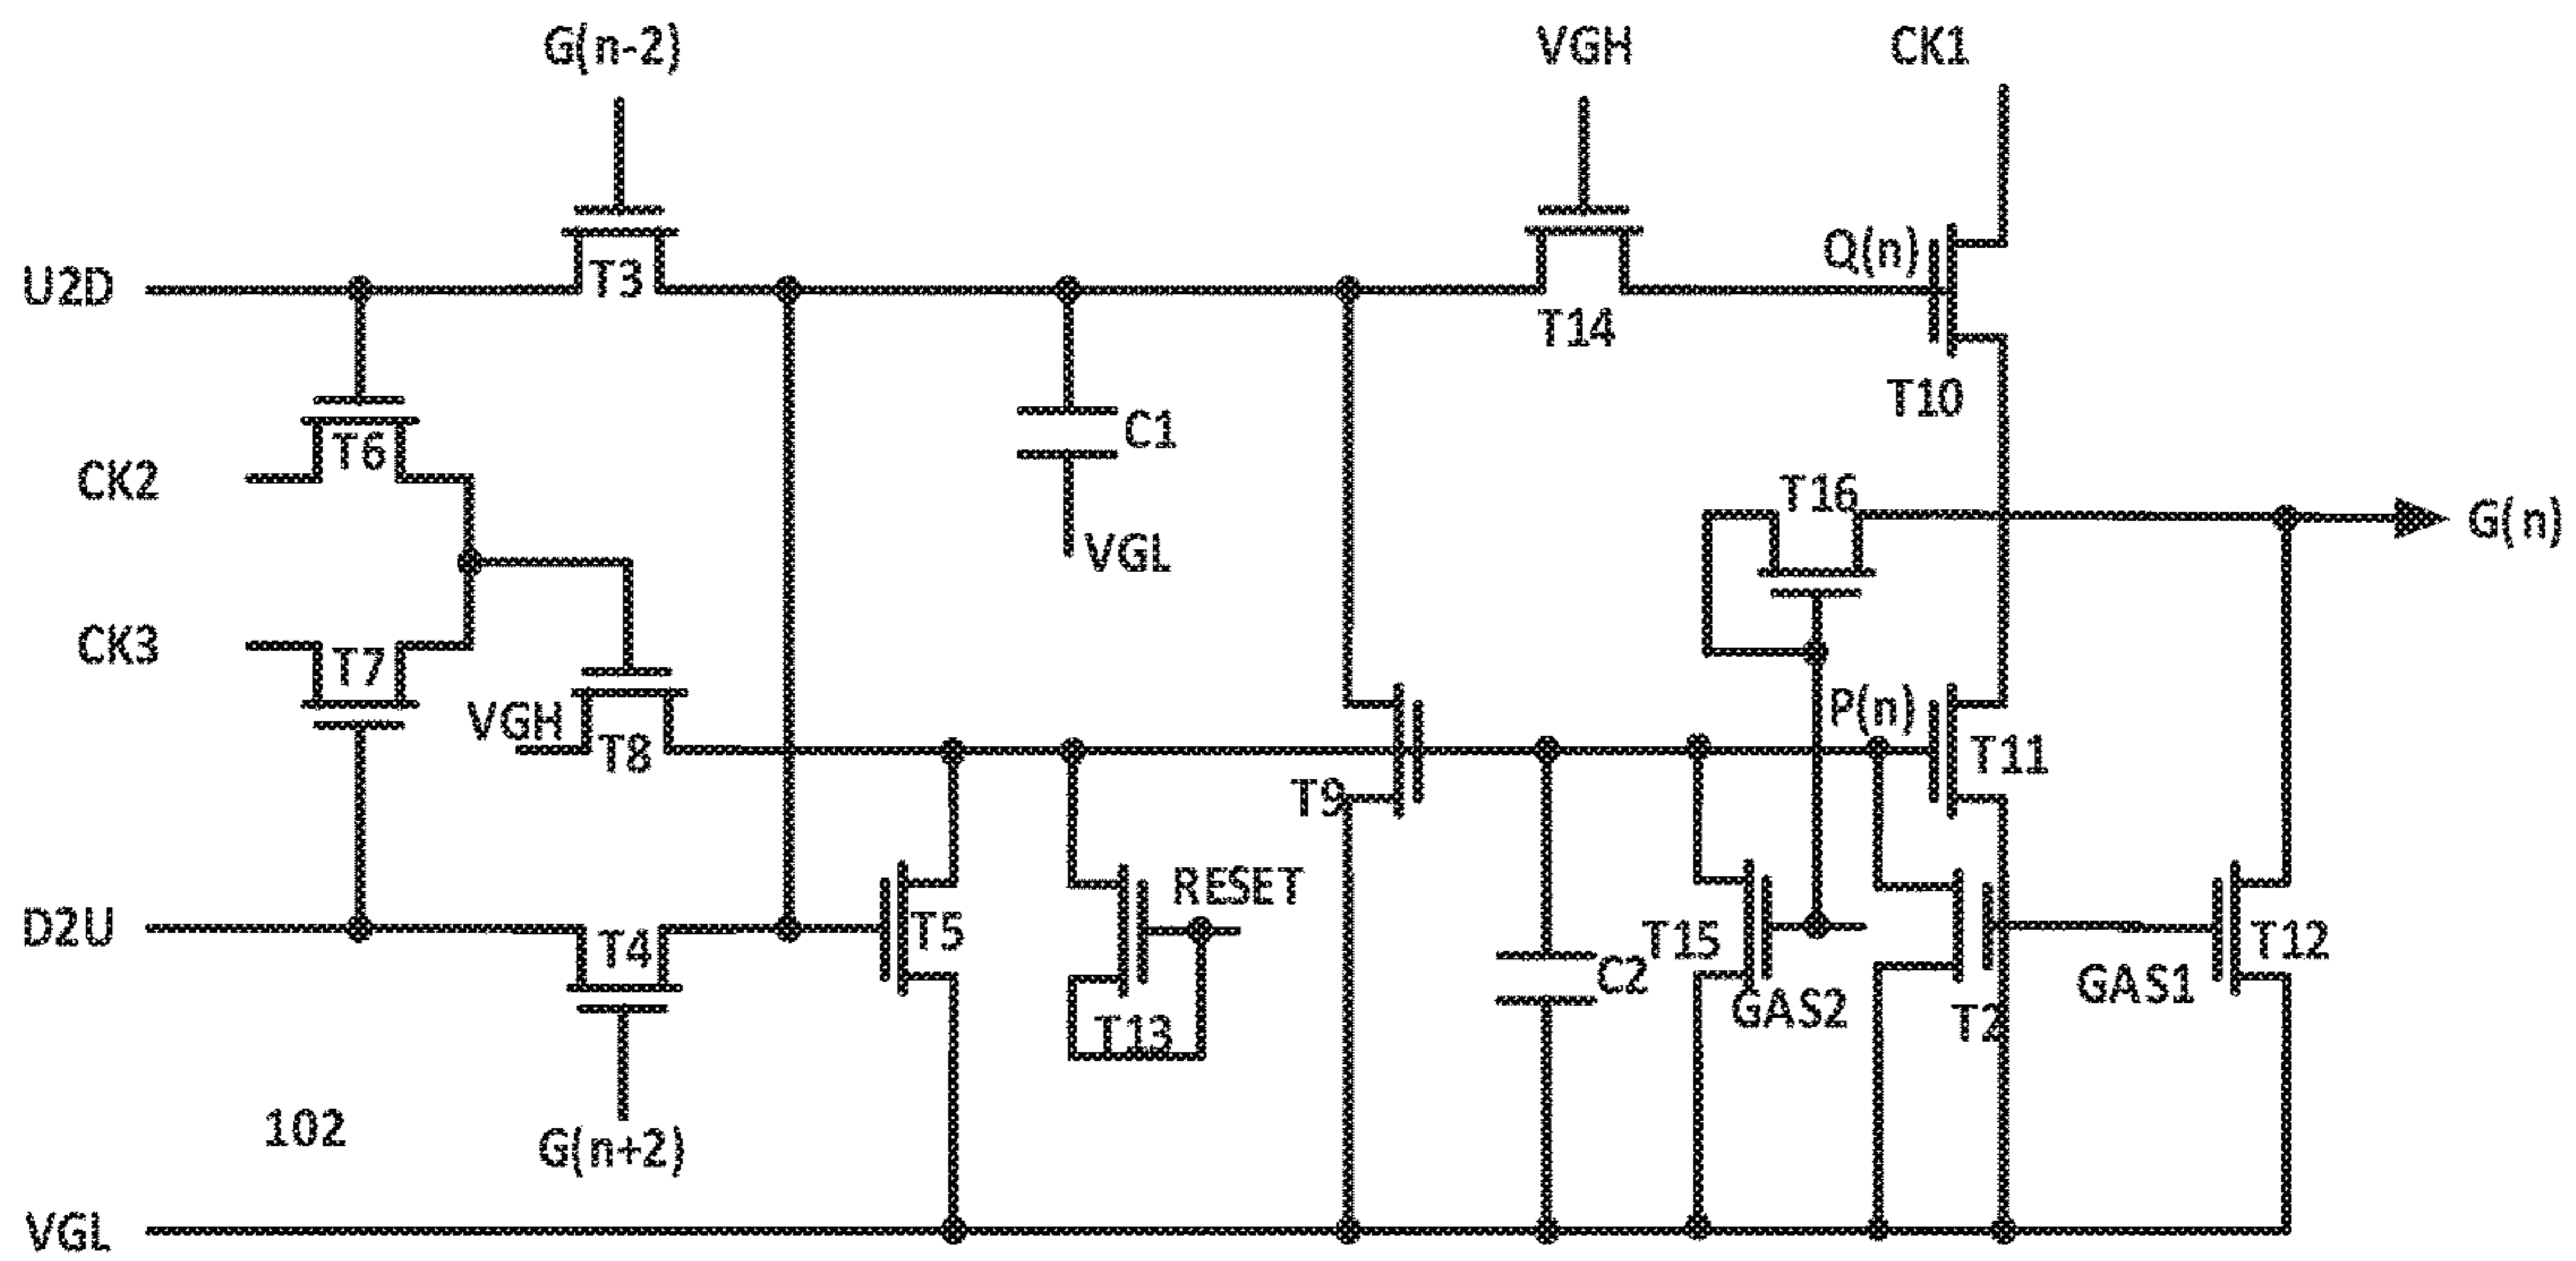 G(n-2)
VGH
CK1
U2D
T3
Q(n)
T14
T10
T6
CK2
C1
T16
G(n)
VGL
CK3
T7
VGH
T8
P(n)
T11
T9
D2U
T4
T5
RESET
T15
T12
C2
GAS2
GAS1
T13
T2
102
G(n+2)
VGL